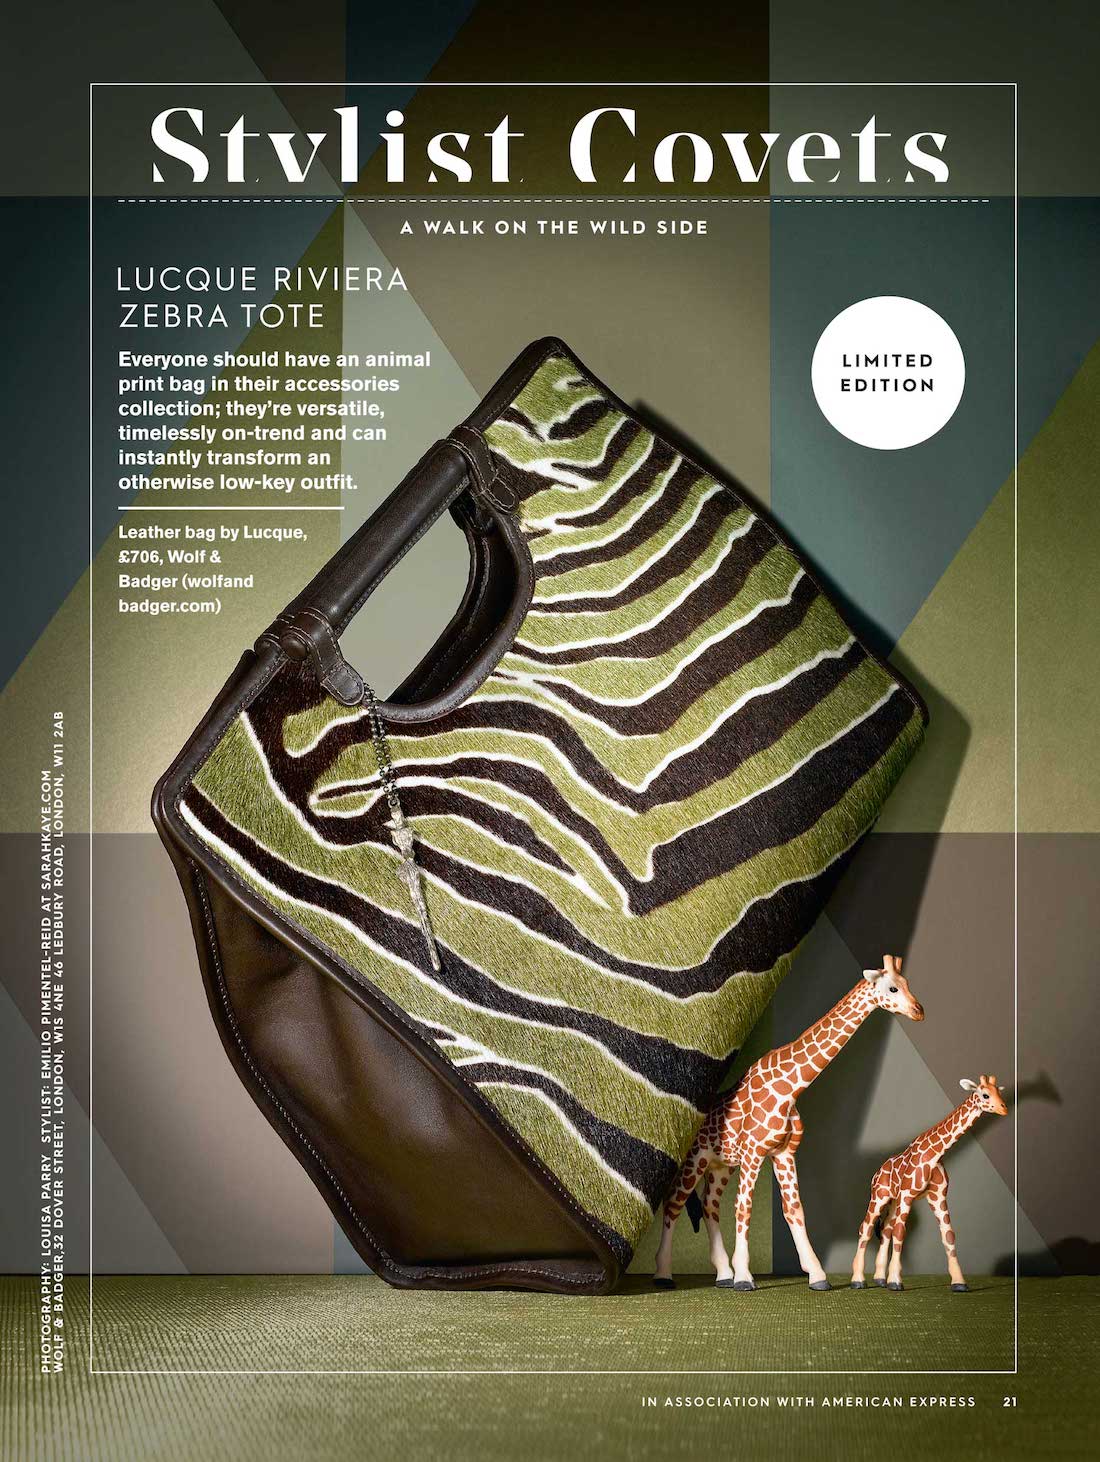 Stylist Covets
A WALK ON THE WILD SIDE
LUCQUE RIVIERA
ZEBRA TOTE
Everyone should have an animal
print bag in their accessories
collection; they're versatile,
timelessly on-trend and can
instantly transform an
otherwise low-key outfit.
Leather bag by Lucque,
£706, Wolf &
Badger (wolfand
badger.com)
LIMITED
EDITION
PHOTOGRAPHY: LOUISA PARRY STYLIST: EMILIO PIMENTEL-REID AT SARAHKAYE.COM
WOLF & BADGER,32 DOVER STREET, LONDON, W1S 4NE 46 LEDBURY ROAD, LONDON, W11 2AB
IN ASSOCIATION WITH AMERICAN EXPRESS 21